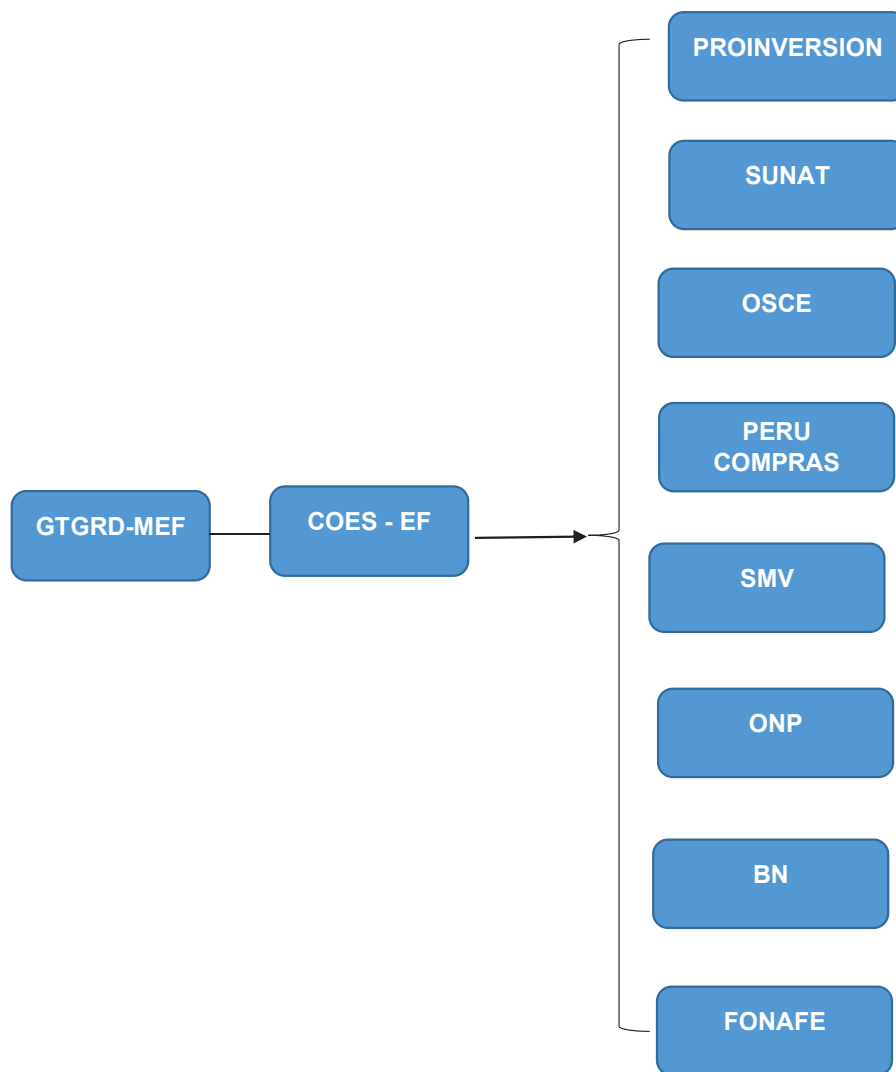 PROINVERSION
SUNAT
OSCE
PERU
COMPRAS
GTGRD-MEF
COES - EF
SMV
ONP
BN
FONAFE